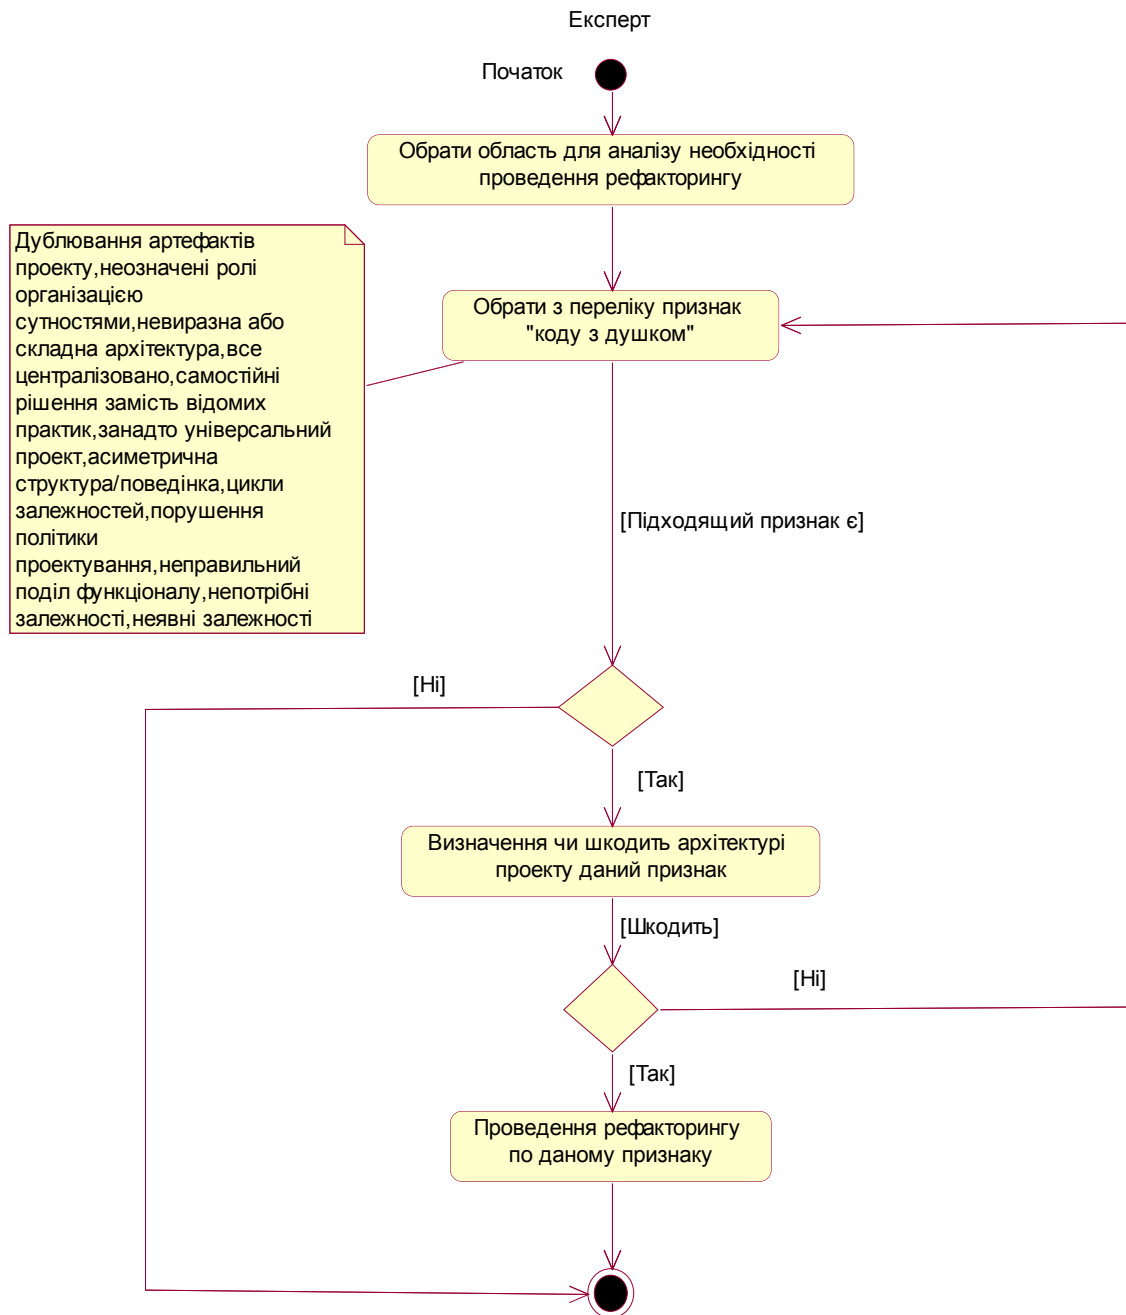 Експерт
Початок
Обрати область для аналізу необхідності
проведення рефакторингу
Дублювання артефактів
проекту,неозначені ролі
організацією
сутностями,невиразна або
складна архітектура,все
централізовано,самостійні
рішення замість відомих
практик,занадто універсальний
проект,асиметрична
структура/поведінка,цикли
залежностей,порушення
політики
проектування,неправильний
поділ функціоналу,непотрібні
залежності,неявні залежності
Обрати з переліку признак
"коду з душком"
[Підходящий признак є]
[Ні]
[Так]
Визначення чи шкодить архітектурі
проекту даний признак
[Шкодить]
[Ні]
[Так]
Проведення рефакторингу
по даному признаку